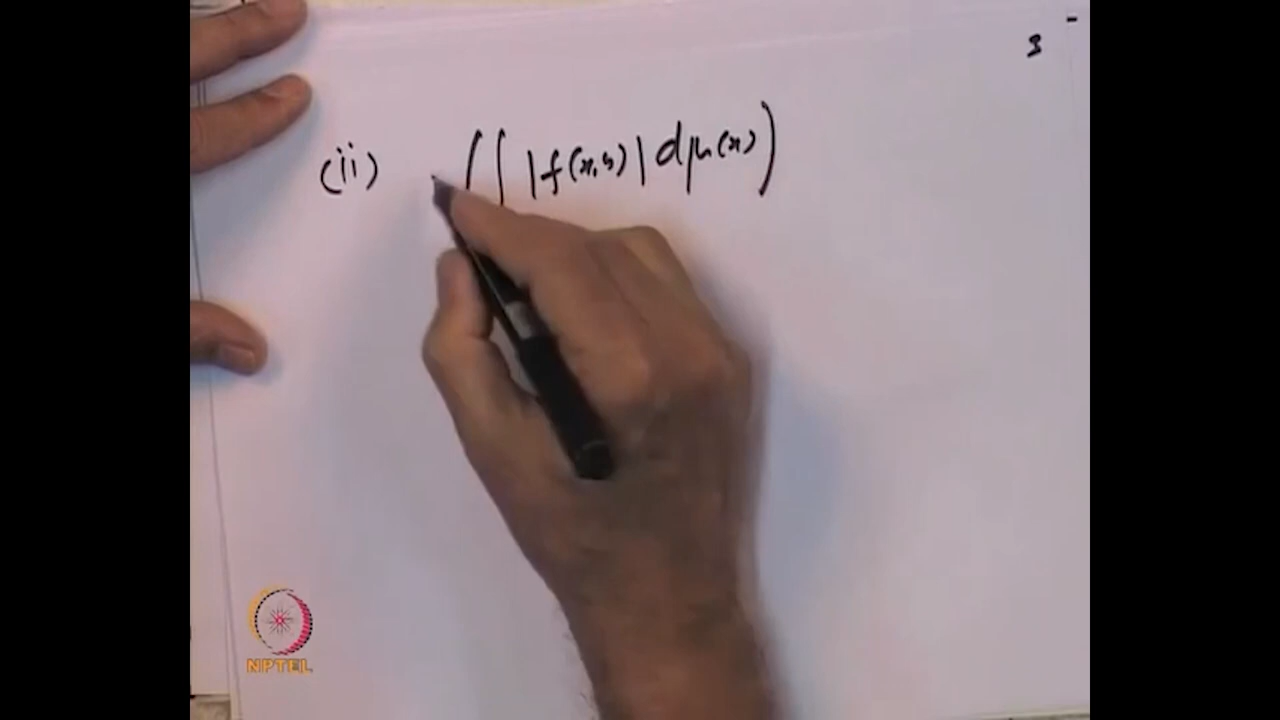 3
(ii) (∫ |f(x,y)| dμ(x))
NPTEL